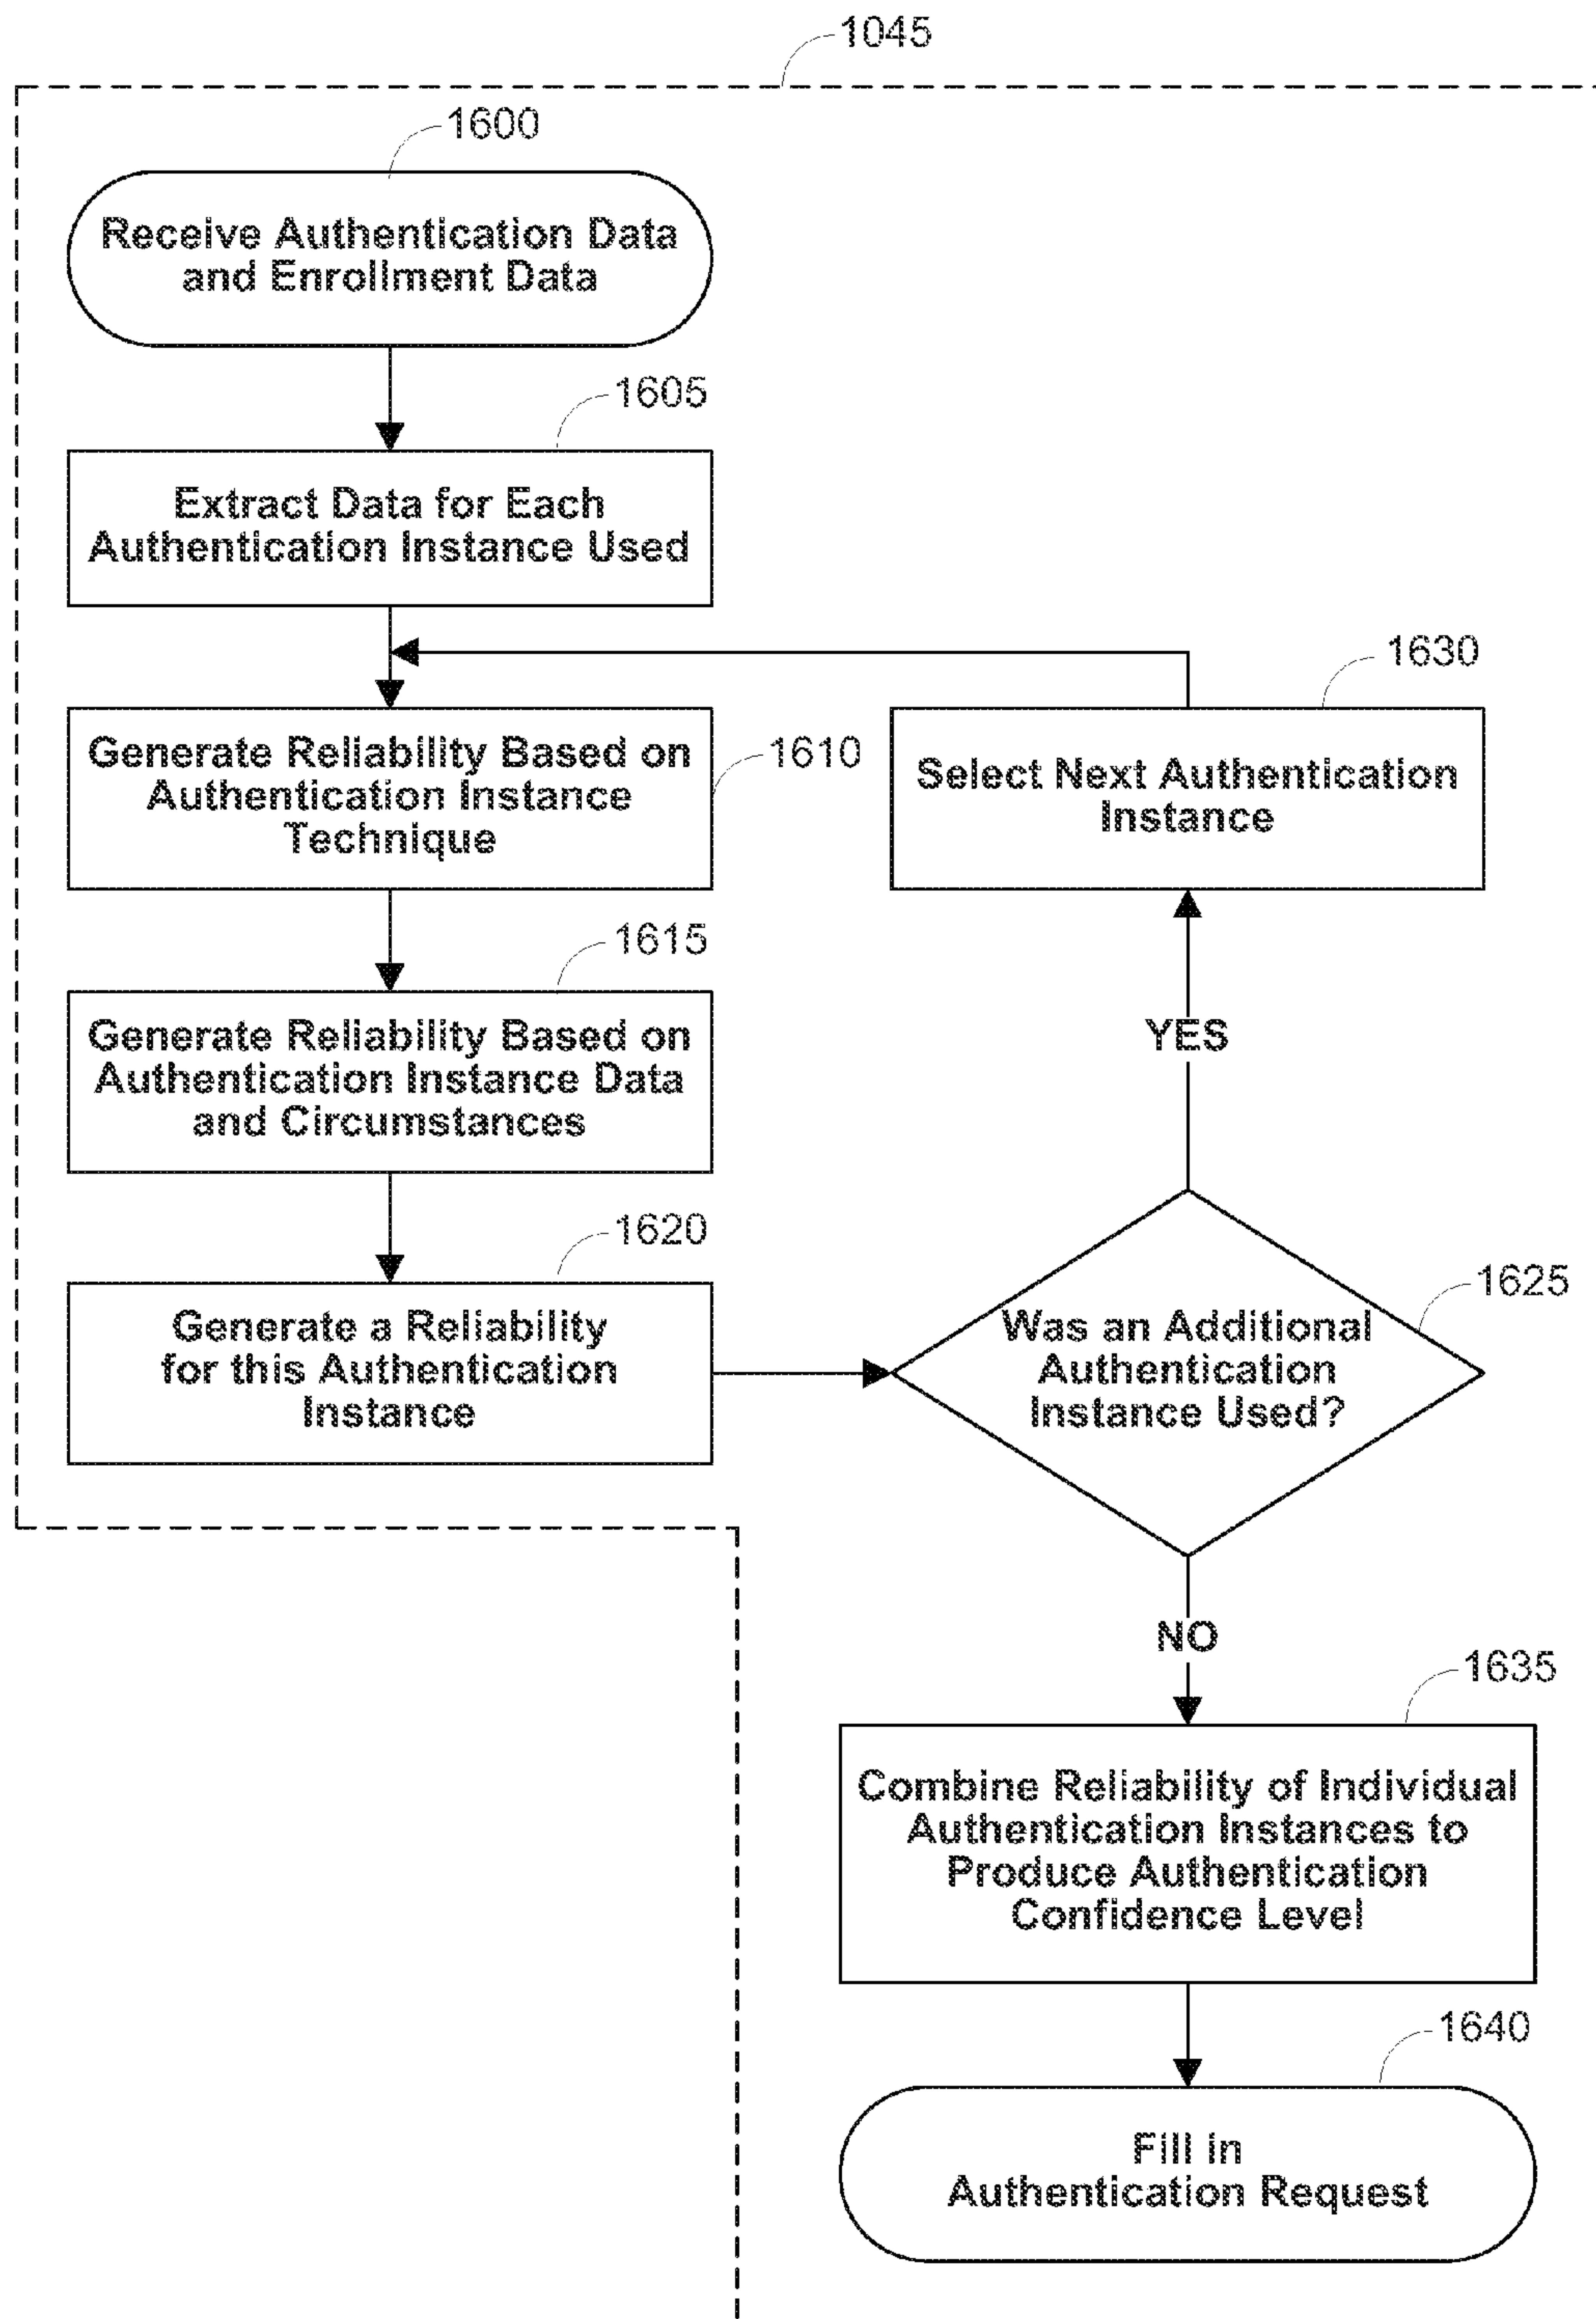 1045
1600
Receive Authentication Data
and Enrollment Data
1605
Extract Data for Each
Authentication Instance Used
1630
Generate Reliability Based on
Authentication Instance
Technique
1610
Select Next Authentication
Instance
1615
Generate Reliability Based on
Authentication Instance Data
and Circumstances
YES
1620
Generate a Reliability
for this Authentication
Instance
1625
Was an Additional
Authentication
Instance Used?
NO
1635
Combine Reliability of Individual
Authentication Instances to
Produce Authentication
Confidence Level
1640
Fill in
Authentication Request